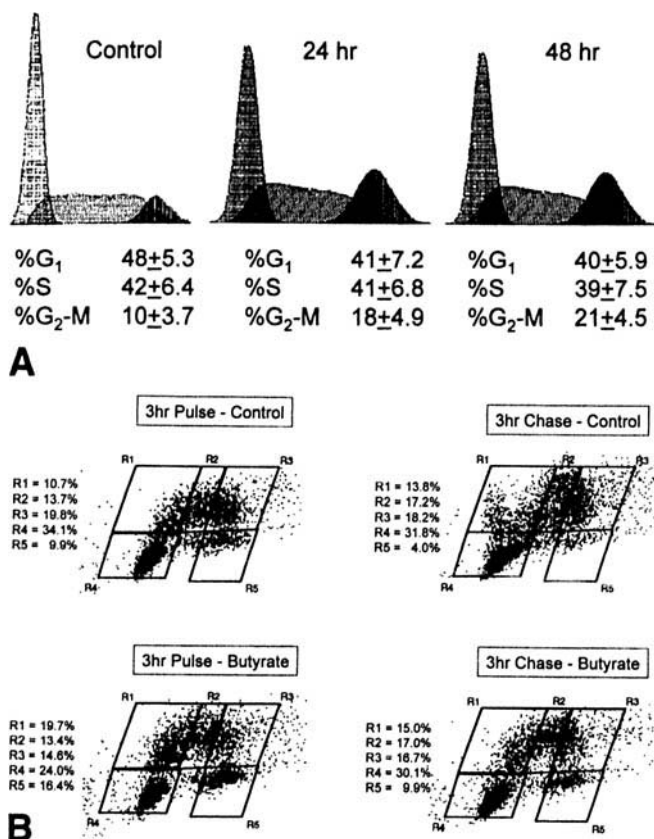 Control 24 hr 48 hr
%G₁ 48±5.3 %G₁ 41±7.2 %G₁ 40±5.9
%S 42±6.4 %S 41±6.8 %S 39±7.5
%G₂-M 10±3.7 %G₂-M 18±4.9 %G₂-M 21±4.5
A
3hr Pulse - Control
R1 R2 R3
R1 = 10.7%
R2 = 13.7%
R3 = 19.8%
R4 = 34.1%
R5 = 9.9%
R4 R5
3hr Chase - Control
R1 R2 R3
R1 = 13.8%
R2 = 17.2%
R3 = 18.2%
R4 = 31.8%
R5 = 4.0%
R4 R5
3hr Pulse - Butyrate
R1 R2 R3
R1 = 19.7%
R2 = 13.4%
R3 = 14.6%
R4 = 24.0%
R5 = 16.4%
R4 R5
3hr Chase - Butyrate
R1 R2 R3
R1 = 15.0%
R2 = 17.0%
R3 = 16.7%
R4 = 30.1%
R5 = 9.9%
R4 R5
B